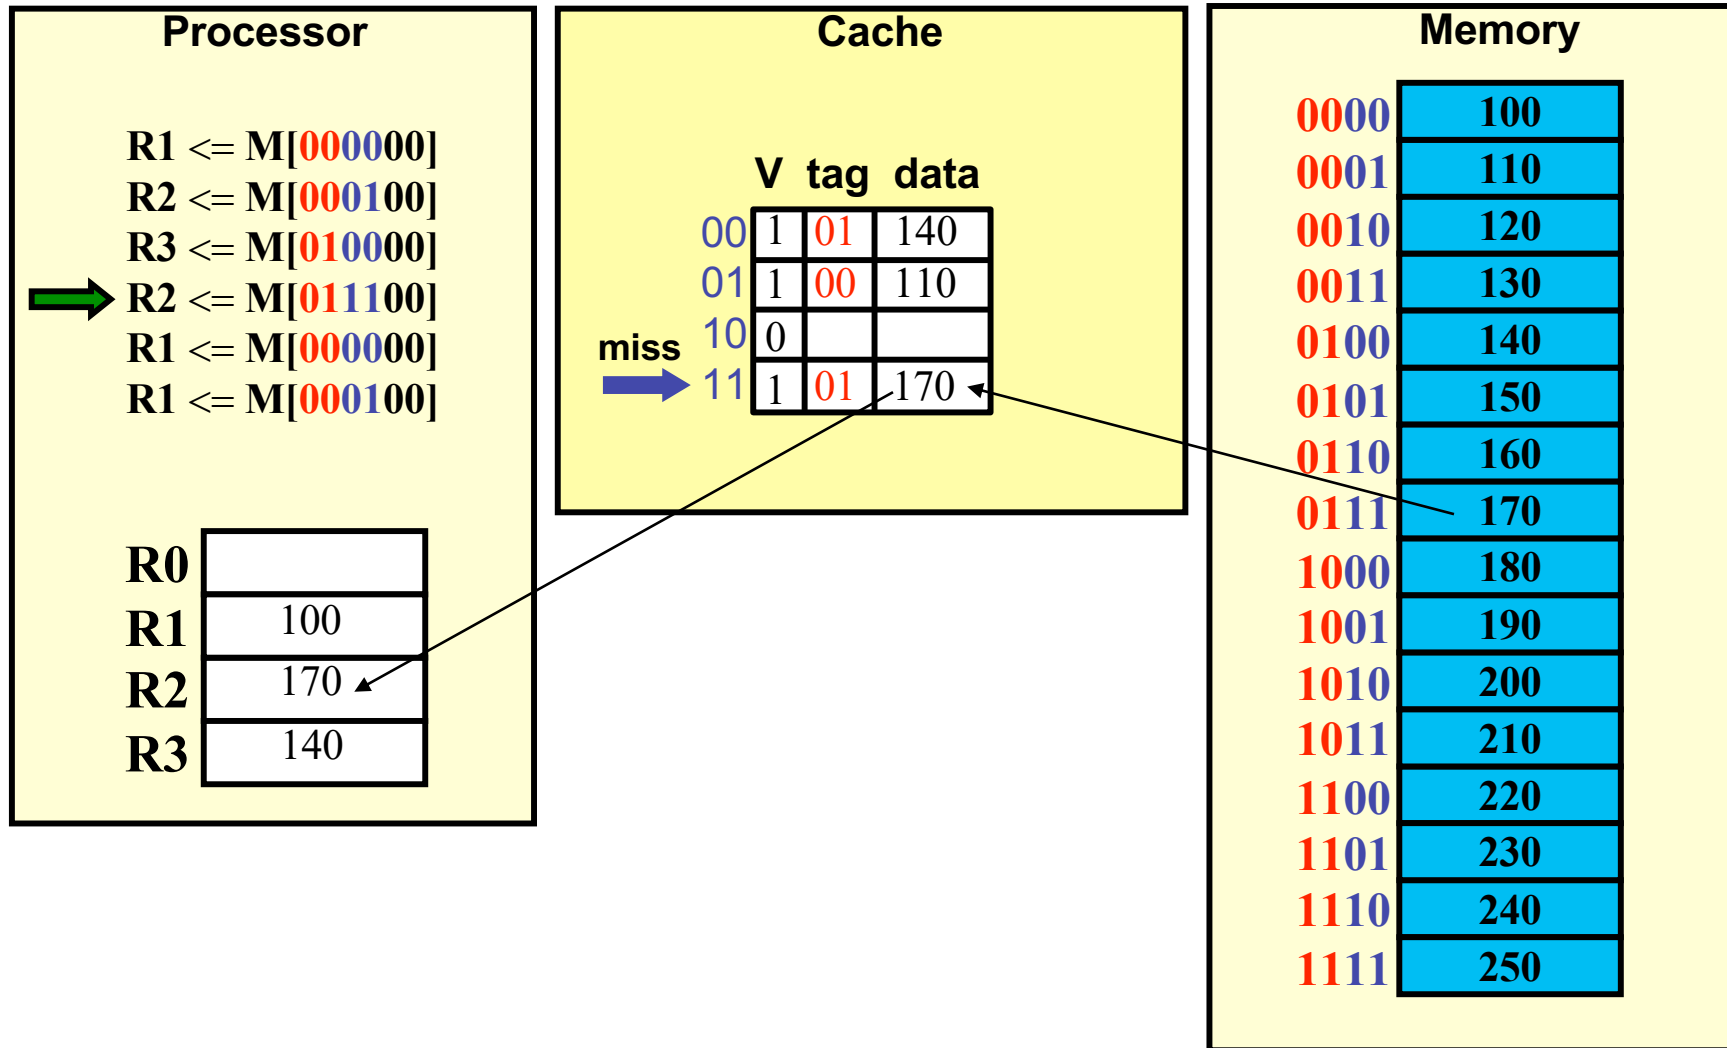 Processor
R1 <= M[000000]
R2 <= M[000100]
R3 <= M[010000]
R2 <= M[011100]
R1 <= M[000000]
R1 <= M[000100]
R0
R1 100
R2 170
R3 140
Cache
V tag data
00 1 01 140
01 1 00 110
10 0
miss 11 1 01 170
Memory
0000 100
0001 110
0010 120
0011 130
0100 140
0101 150
0110 160
0111 170
1000 180
1001 190
1010 200
1011 210
1100 220
1101 230
1110 240
1111 250